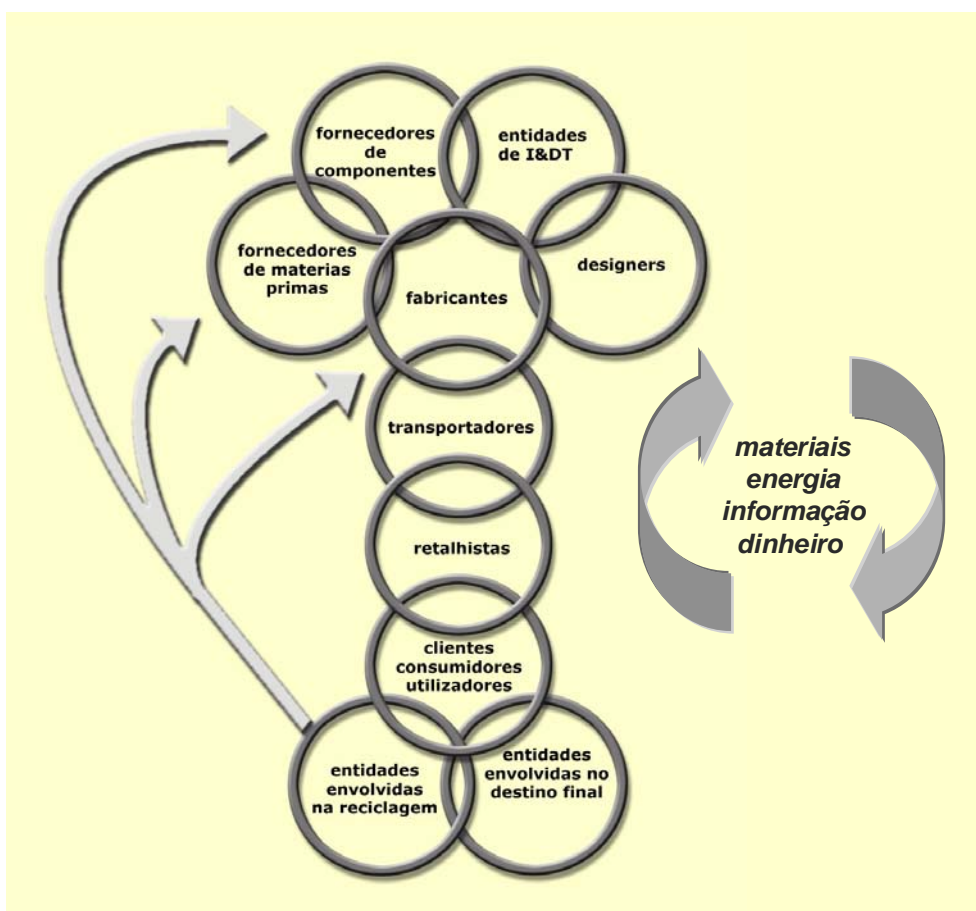 fornecedores
de
componentes
entidades
de I&DT
fornecedores
de materias
primas
designers
fabricantes
transportadores
retalhistas
clientes
consumidores
utilizadores
entidades
envolvidas
na reciclagem
entidades
envolvidas no
destino final
materiais
energia
informação
dinheiro